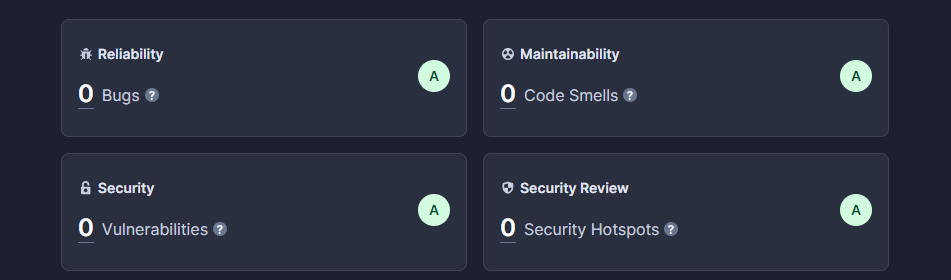 Reliability
0 Bugs ?
A
Maintainability
0 Code Smells ?
A
Security
0 Vulnerabilities ?
A
Security Review
0 Security Hotspots ?
A